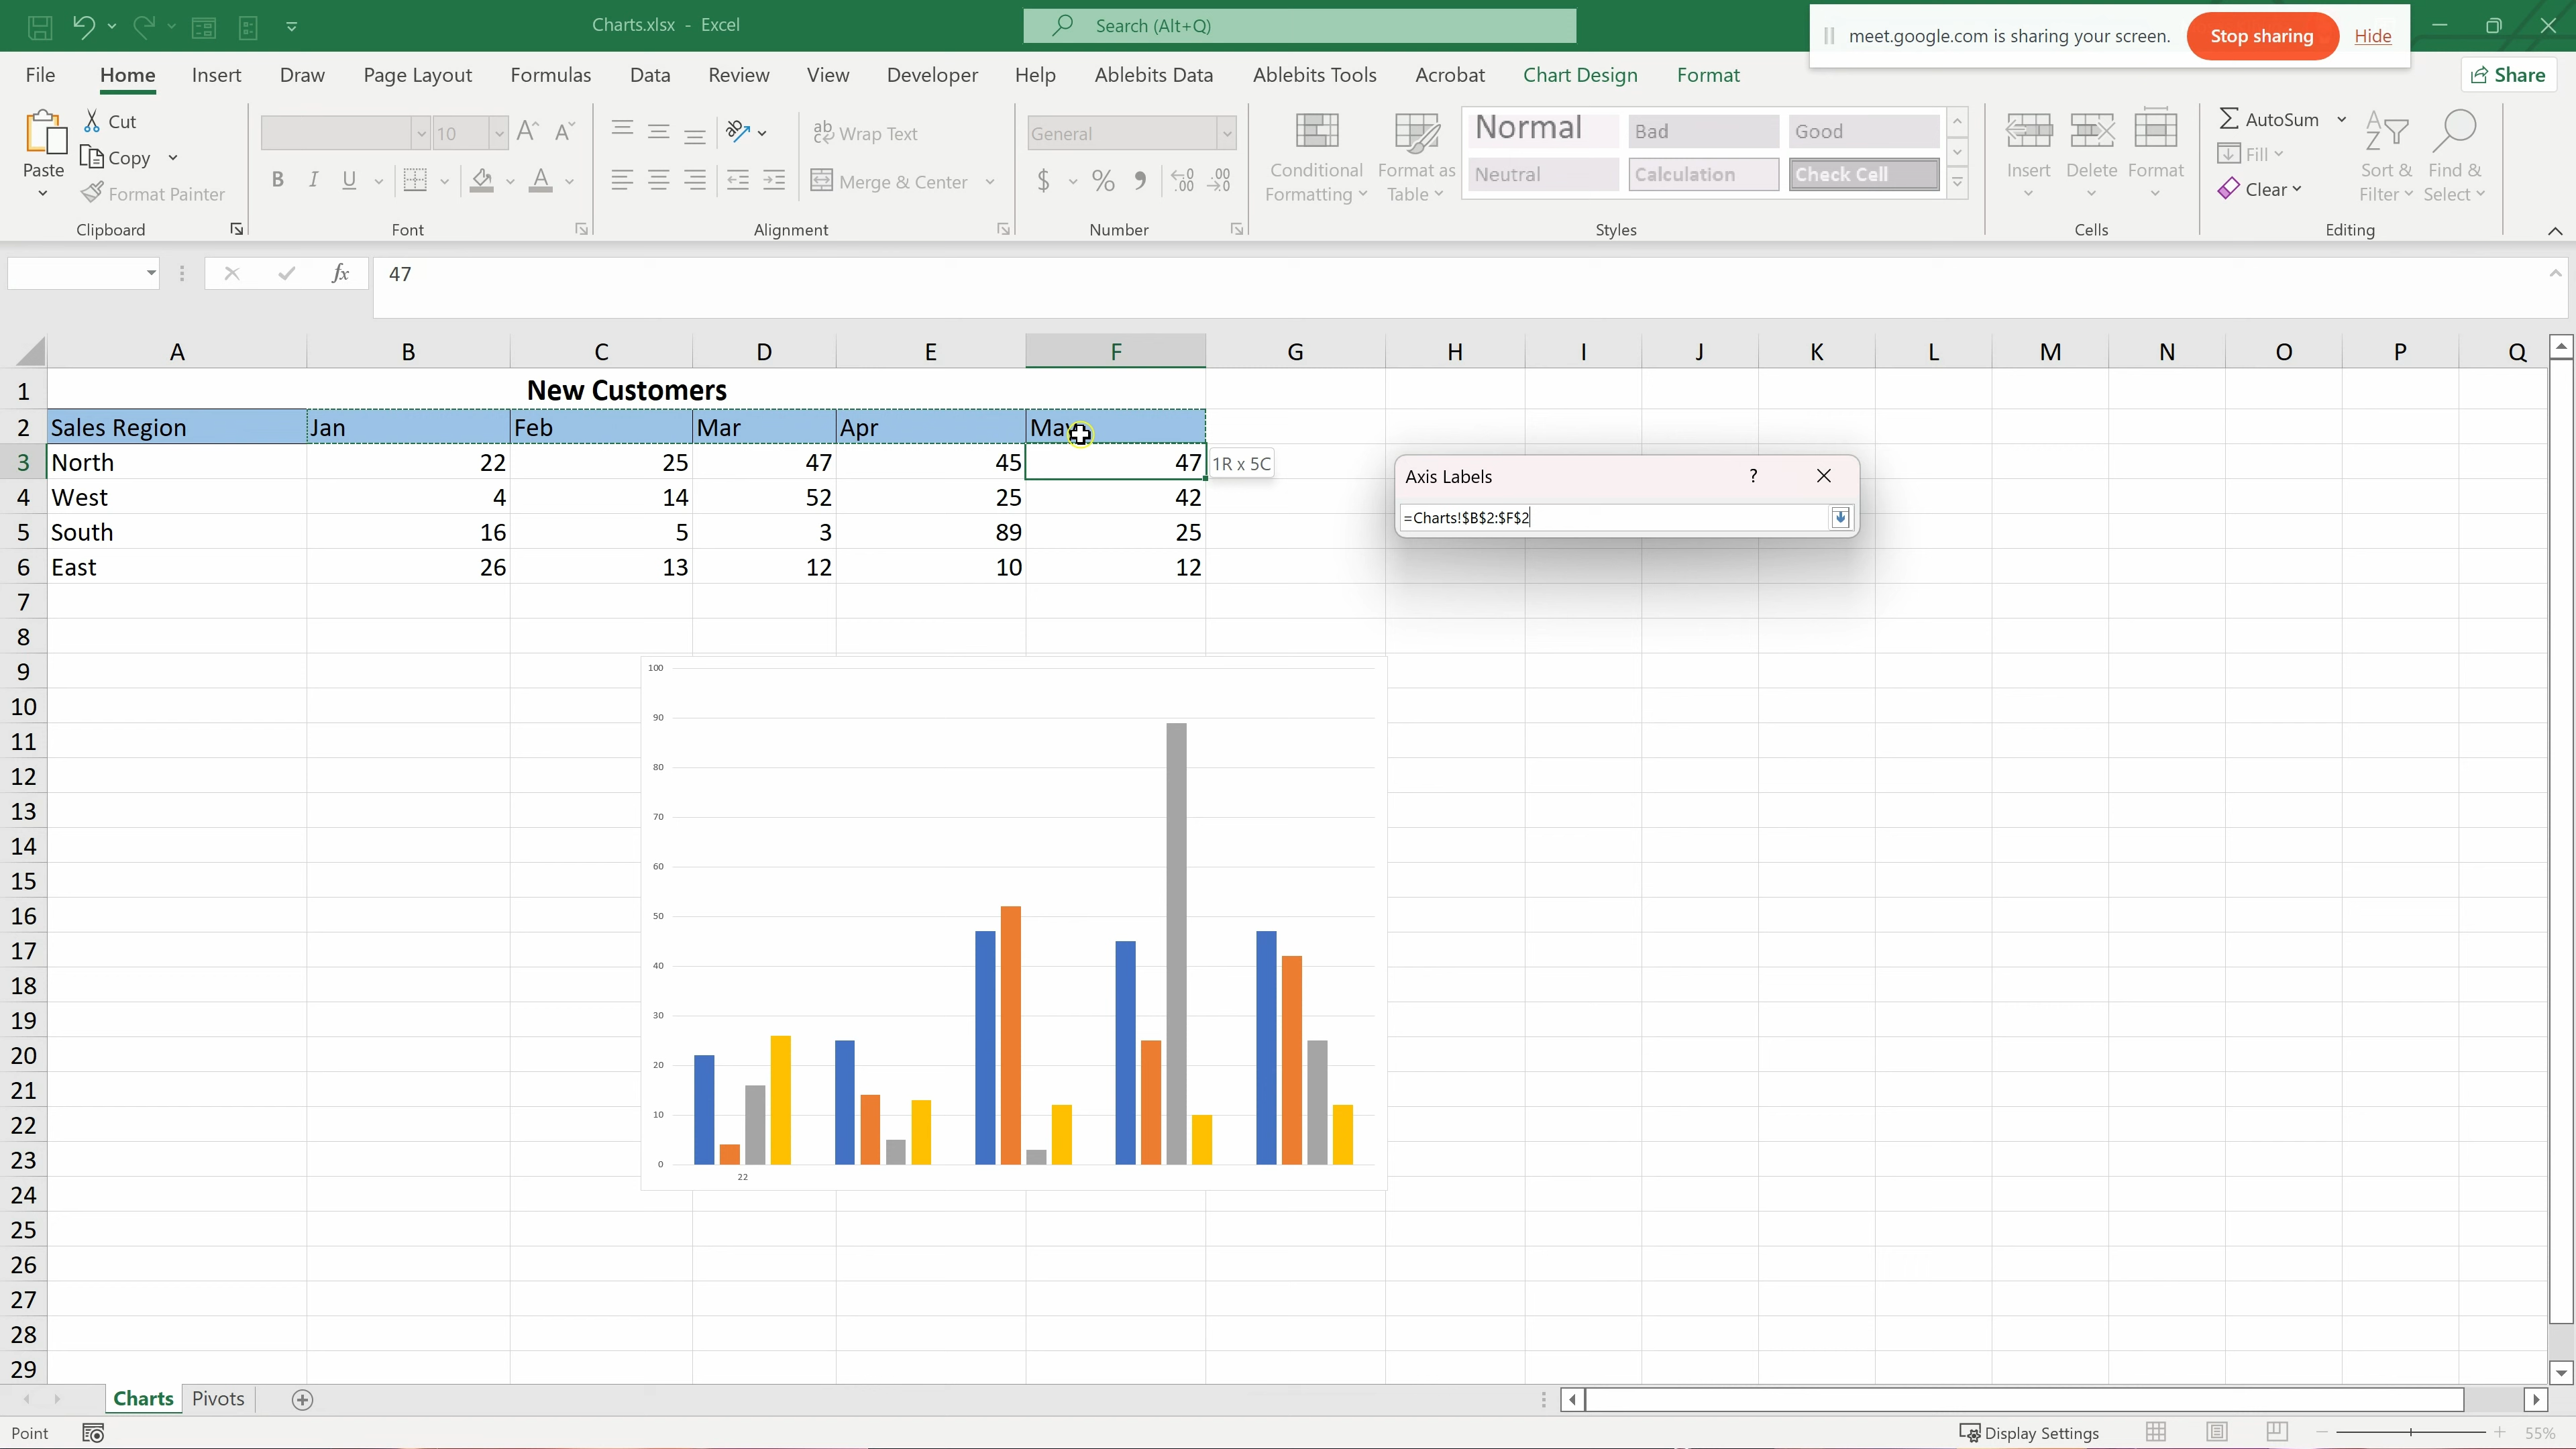 Charts.xlsx - Excel
Search (Alt+Q)
meet.google.com is sharing your screen. Stop sharing Hide
File Home Insert Draw Page Layout Formulas Data Review View Developer Help Ablebits Data Ablebits Tools Acrobat Chart Design Format Share
Paste
Cut
Copy
Format Painter
Clipboard
10
B I U
Font
ab Wrap Text
Merge & Center
Alignment
General
$ % ,
Number
Conditional
Formatting
Format as
Table
Normal Bad Good
Neutral Calculation Check Cell
Styles
Insert Delete Format
Cells
AutoSum
Fill
Clear
Sort &
Filter
Find &
Select
Editing
fx 47
A B C D E F G H I J K L M N O P Q
1 New Customers
2 Sales Region Jan Feb Mar Apr May
3 North 22 25 47 45 47 1R x 5C
4 West 4 14 52 25 42
5 South 16 5 3 89 25
6 East 26 13 12 10 12
Axis Labels ?
=Charts!$B$2:$F$2
7
8
9
10
11
12
13
14
15
16
17
18
19
20
21
22
23
24
25
26
27
28
29
100
90
80
70
60
50
40
30
20
10
0
22
Charts Pivots
Point
Display Settings
55%